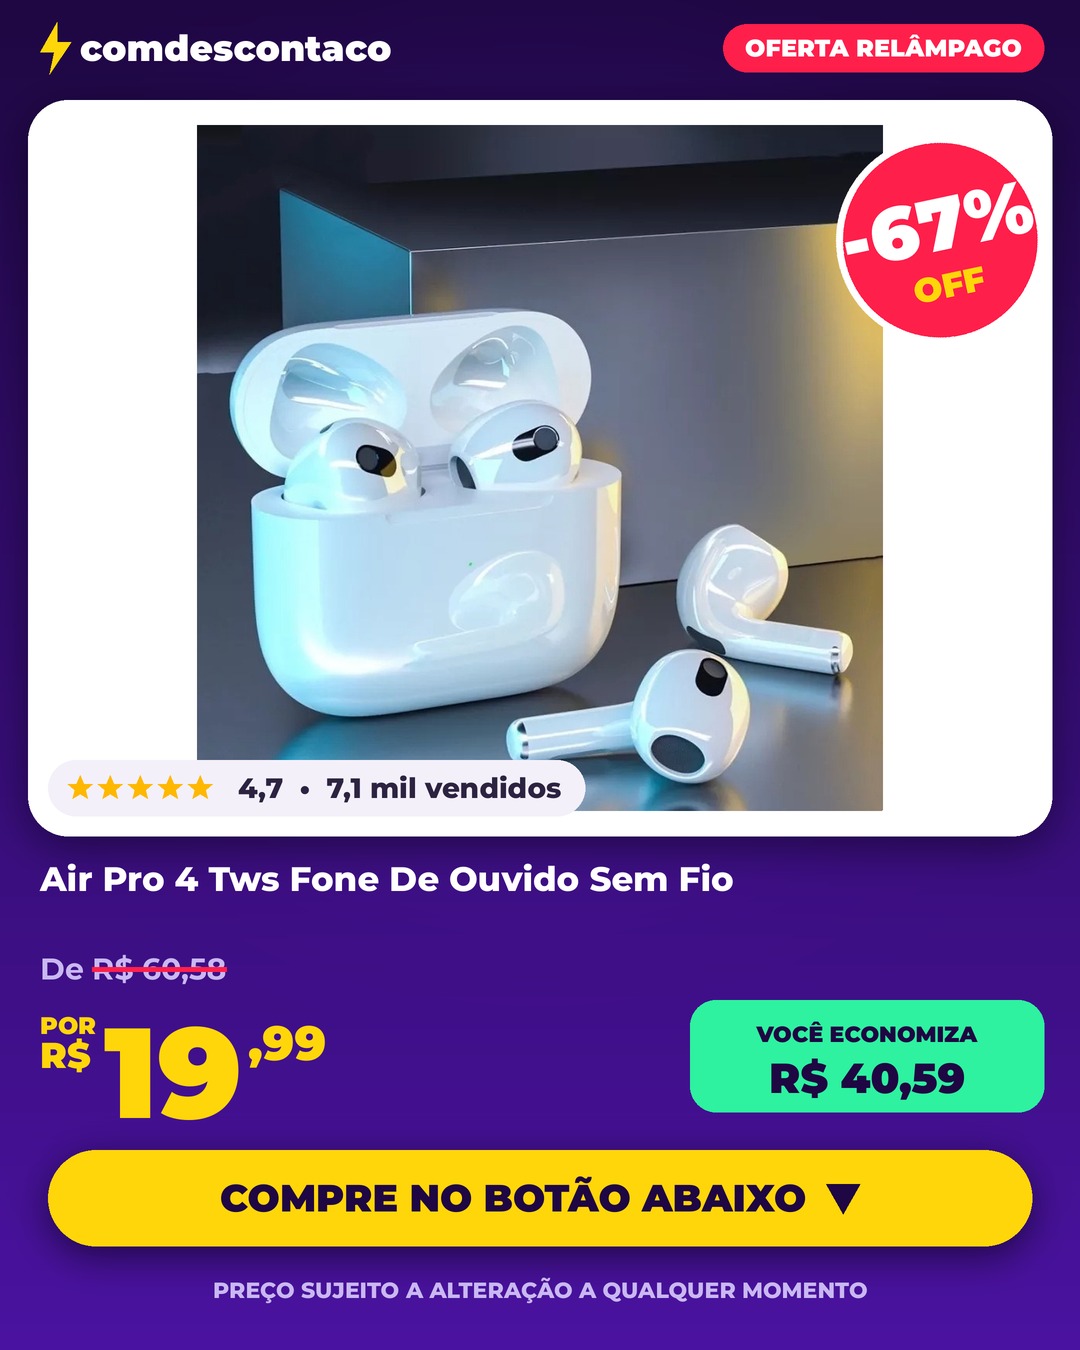 comdescontaco
OFERTA RELÂMPAGO
-67%
OFF
4,7 • 7,1 mil vendidos
Air Pro 4 Tws Fone De Ouvido Sem Fio
De R$ 60,58
POR
R$ 19,99
VOCÊ ECONOMIZA
R$ 40,59
COMPRE NO BOTÃO ABAIXO ▼
PREÇO SUJEITO A ALTERAÇÃO A QUALQUER MOMENTO